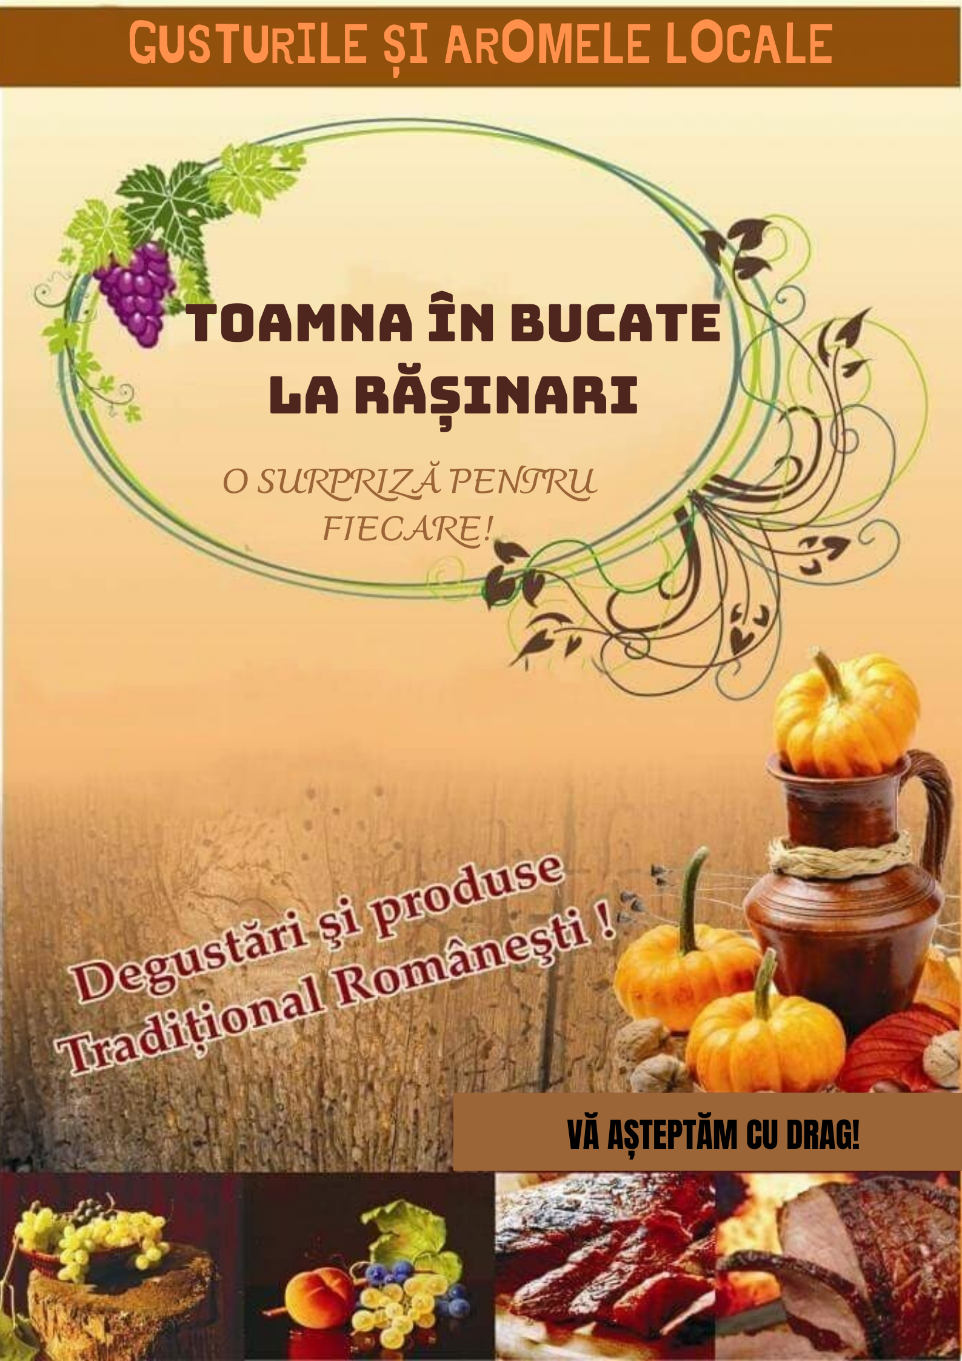 GUSTURILE ȘI AROMELE LOCALE
TOAMNA ÎN BUCATE
LA RĂȘINARI
O SURPRIZĂ PENTRU
FIECARE!
Degustări şi produse
Tradițional Româneşti !
VĂ AȘTEPTĂM CU DRAG!